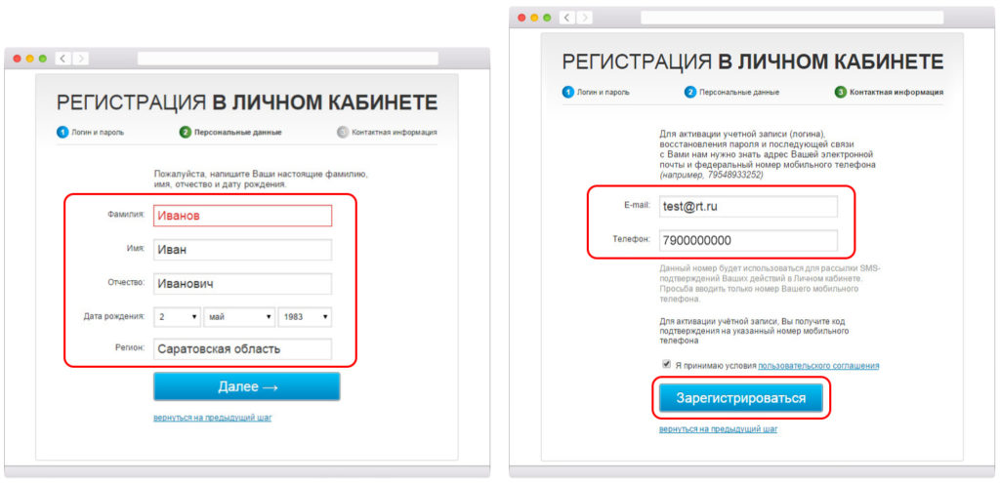 РЕГИСТРАЦИЯ В ЛИЧНОМ КАБИНЕТЕ
1 Логин и пароль 2 Персональные данные 3 Контактная информация
Пожалуйста, напишите Ваши настоящие фамилию,
имя, отчество и дату рождения.
Фамилия: Иванов
Имя: Иван
Отчество: Иванович
Дата рождения: 2 май 1983
Регион: Саратовская область
Далее →
вернуться на предыдущий шаг
РЕГИСТРАЦИЯ В ЛИЧНОМ КАБИНЕТЕ
1 Логин и пароль 2 Персональные данные 3 Контактная информация
Для активации учетной записи (логина),
восстановления пароля и последующей связи
с Вами нам нужно знать адрес Вашей электронной
почты и федеральный номер мобильного телефона
(например, 79548933252)
E-mail: test@rt.ru
Телефон: 7900000000
Данный номер будет использоваться для рассылки SMS-
подтверждений Ваших действий в Личном кабинете.
Просьба вводить только номер Вашего мобильного
телефона.
Для активации учётной записи, Вы получите код
подтверждения на указанный номер мобильного
телефона
Я принимаю условия пользовательского соглашения
Зарегистрироваться
вернуться на предыдущий шаг